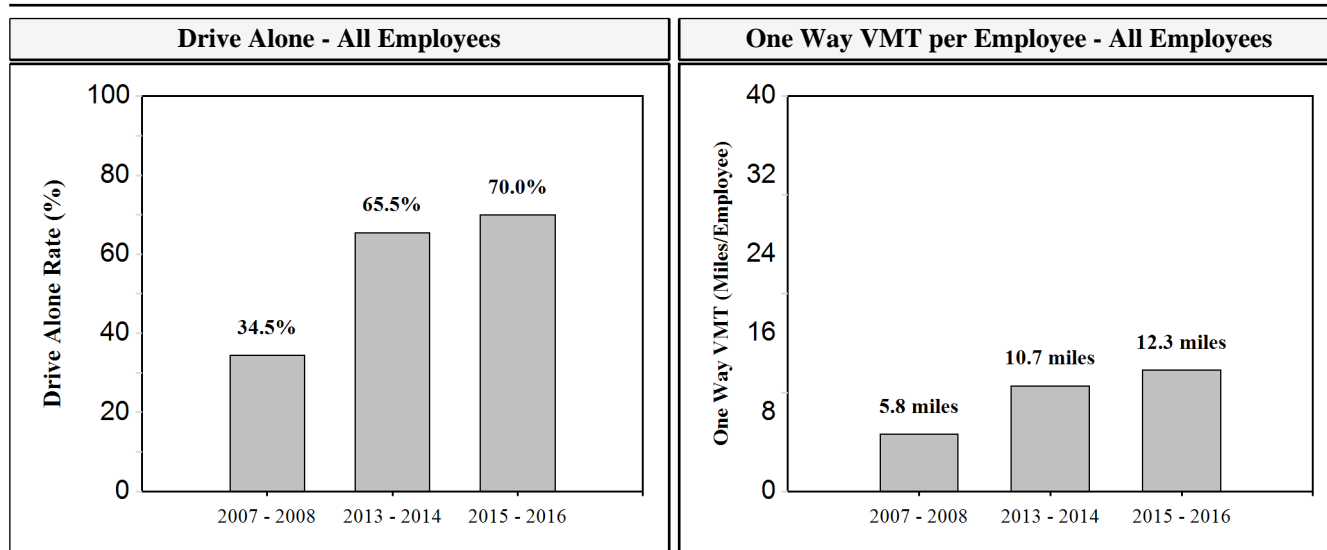 Drive Alone - All Employees
100
80
60
40
20
0
Drive Alone Rate (%)
34.5%
65.5%
70.0%
2007 - 2008
2013 - 2014
2015 - 2016
One Way VMT per Employee - All Employees
40
32
24
16
8
0
One Way VMT (Miles/Employee)
5.8 miles
10.7 miles
12.3 miles
2007 - 2008
2013 - 2014
2015 - 2016